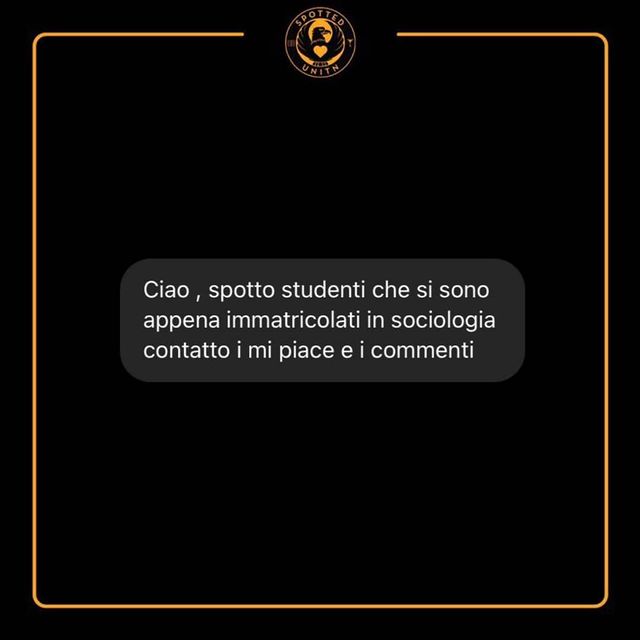 SPOTTED
UNITN
Ciao , spotto studenti che si sono
appena immatricolati in sociologia
contatto i mi piace e i commenti